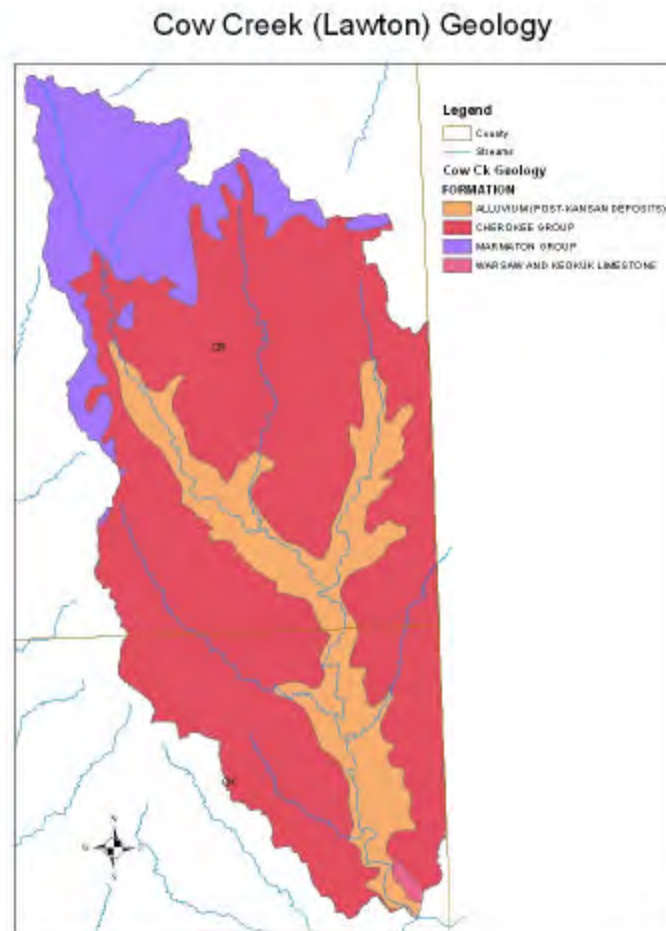 Cow Creek (Lawton) Geology
Legend
County
Streams
Cow Ck Geology
FORMATION
ALLUVIUM (POST-KANSAN DEPOSITS)
CHEROKEE GROUP
MARMATON GROUP
WARSAW AND KEOKUK LIMESTONE
CR
N
S